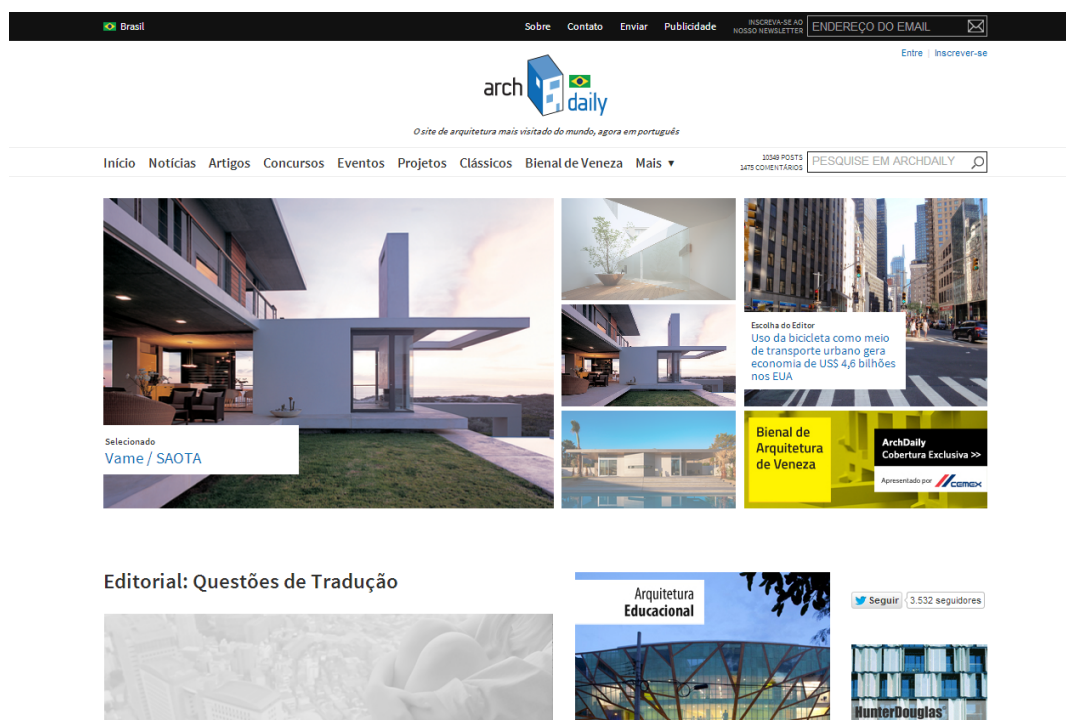 Brasil
Sobre Contato Enviar Publicidade
INSCREVA-SE AO
NOSSO NEWSLETTER
ENDEREÇO DO EMAIL
Entre | Inscrever-se
arch
daily
O site de arquitetura mais visitado do mundo, agora em português
Início Notícias Artigos Concursos Eventos Projetos Clássicos Bienal de Veneza Mais ▼
10349 POSTS
1475 COMENTÁRIOS
PESQUISE EM ARCHDAILY
Selecionado
Vame / SAOTA
Escolha do Editor
Uso da bicicleta como meio
de transporte urbano gera
economia de US$ 4,6 bilhões
nos EUA
Bienal de
Arquitetura
de Veneza
ArchDaily
Cobertura Exclusiva >>
Apresentado por CEMEX
Editorial: Questões de Tradução
Arquitetura
Educacional
Seguir 3.532 seguidores
HunterDouglas